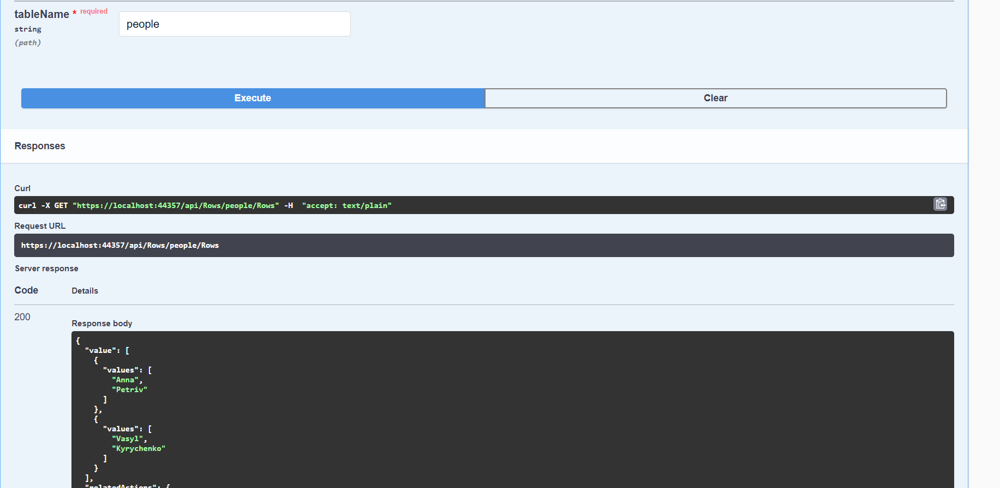 tableName * required
string
(path)
people
Execute
Clear
Responses
Curl
curl -X GET "https://localhost:44357/api/Rows/people/Rows" -H  "accept: text/plain"
Request URL
https://localhost:44357/api/Rows/people/Rows
Server response
Code
Details
200
Response body
{
  "value": [
    {
      "values": [
        "Anna",
        "Petriv"
      ]
    },
    {
      "values": [
        "Vasyl",
        "Kyrychenko"
      ]
    }
  ],
  "relatedActions": {